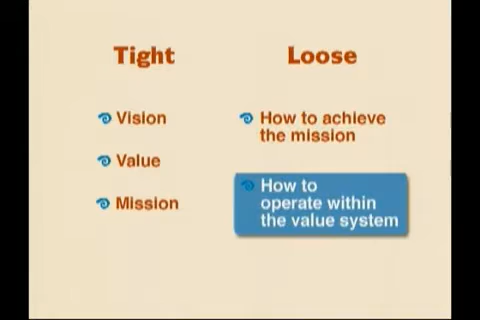 Tight
Vision
Value
Mission
Loose
How to achieve
the mission
How to
operate within
the value system